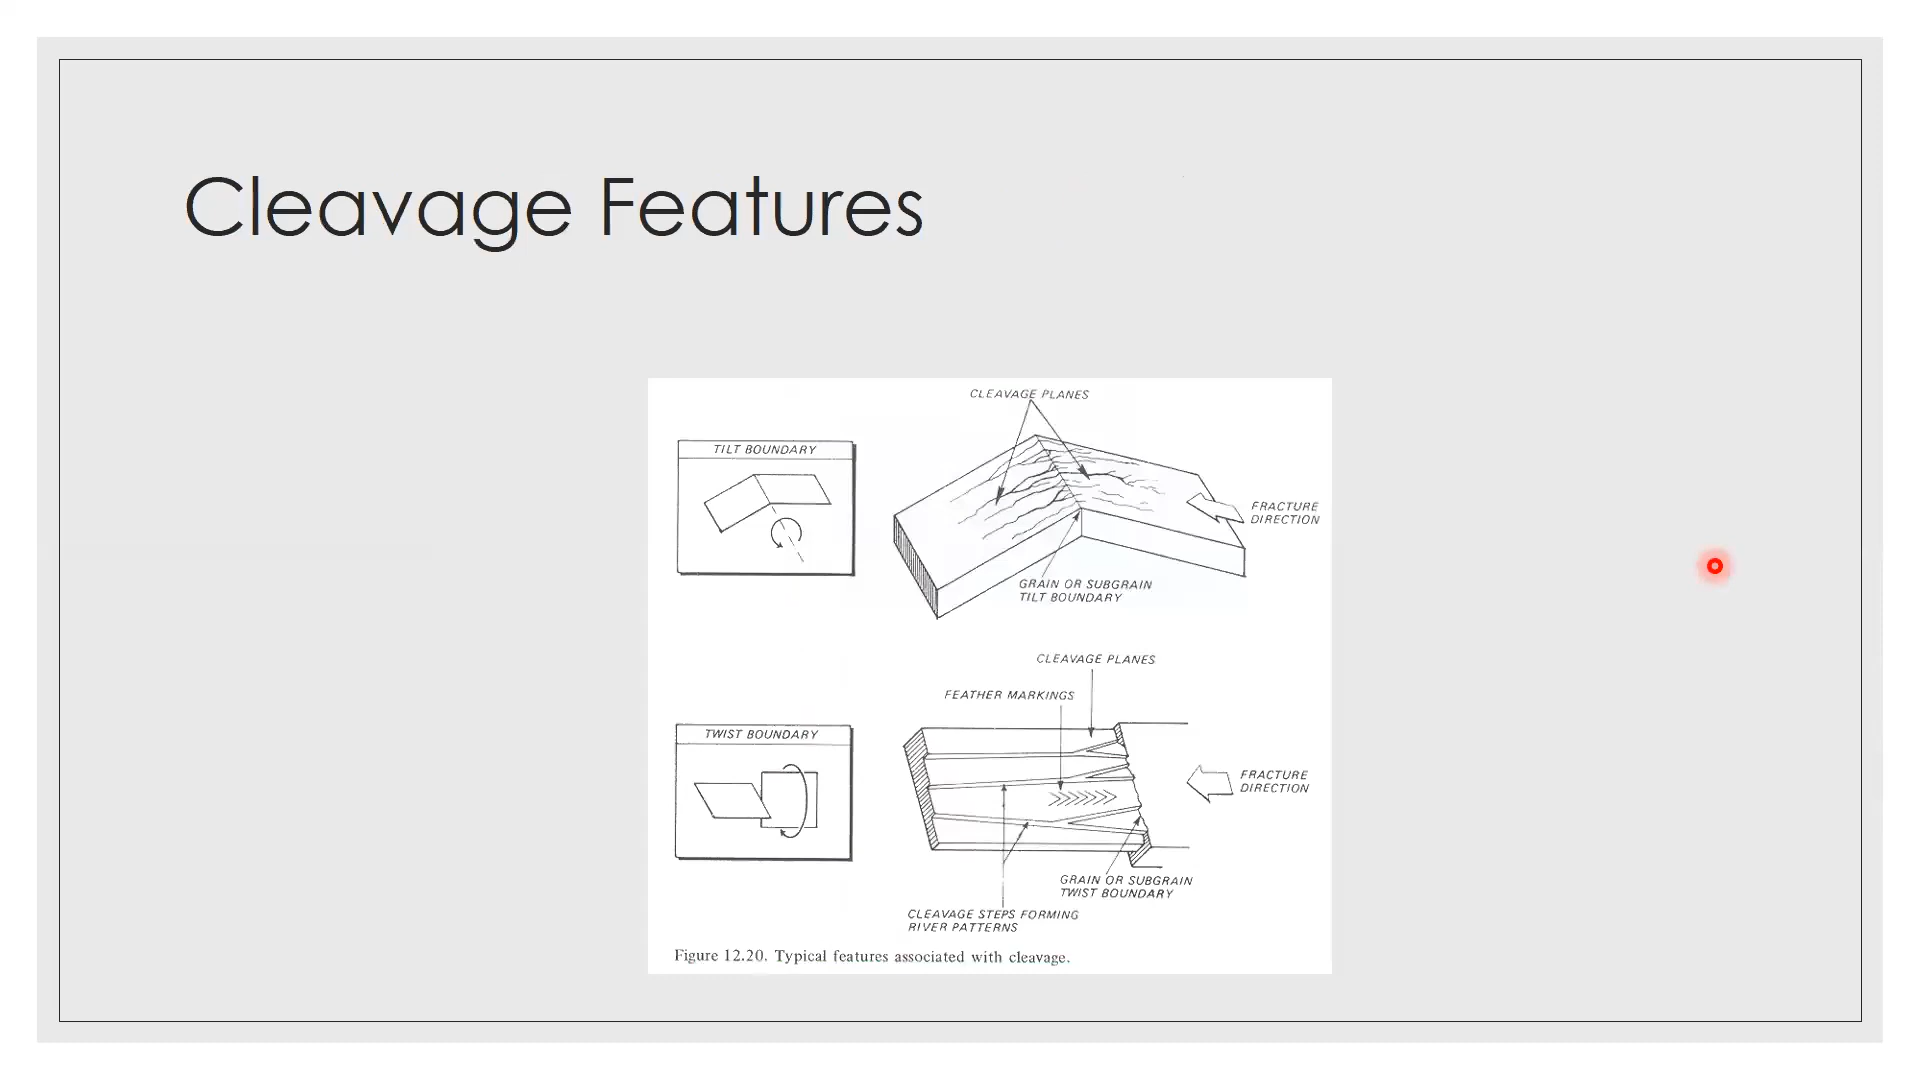 Cleavage Features
CLEAVAGE PLANES
TILT BOUNDARY
FRACTURE
DIRECTION
GRAIN OR SUBGRAIN
TILT BOUNDARY
CLEAVAGE PLANES
FEATHER MARKINGS
TWIST BOUNDARY
FRACTURE
DIRECTION
GRAIN OR SUBGRAIN
TWIST BOUNDARY
CLEAVAGE STEPS FORMING
RIVER PATTERNS
Figure 12.20. Typical features associated with cleavage.